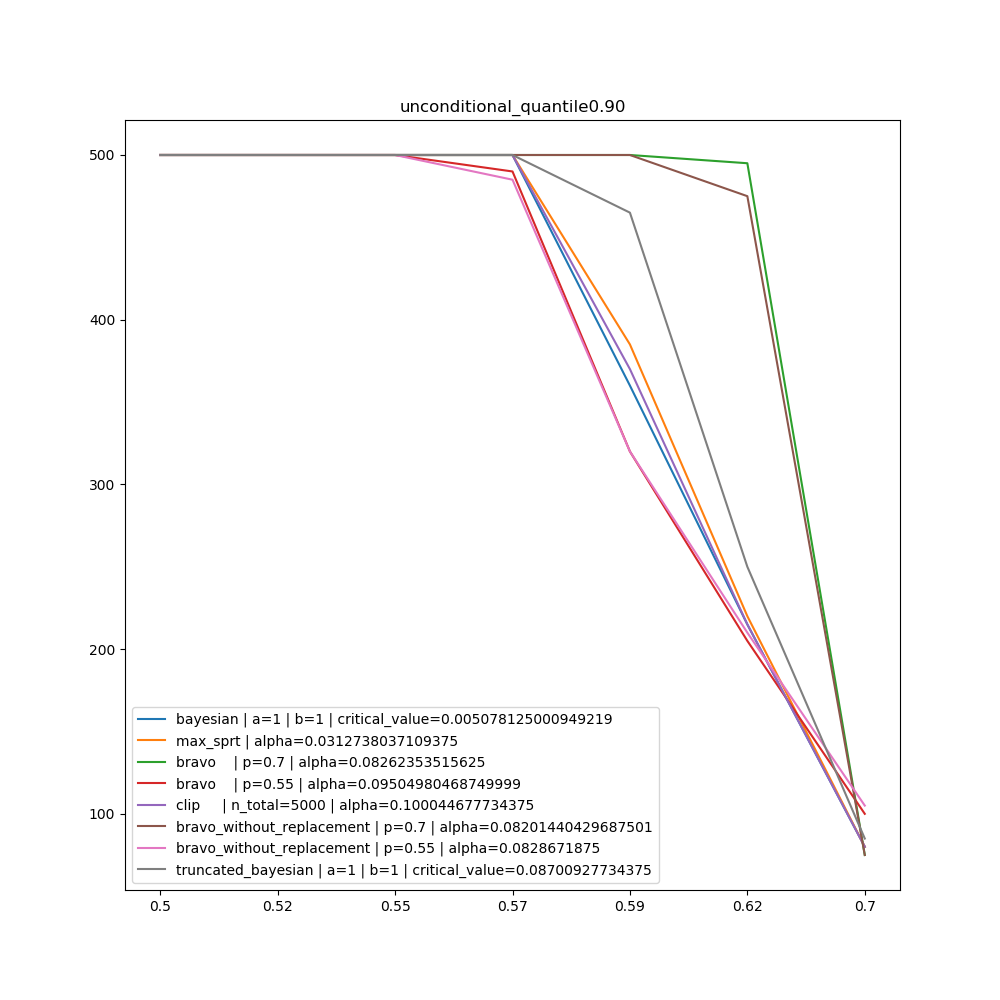 unconditional_quantile0.90
500
400
300
200
100
bayesian | a=1 | b=1 | critical_value=0.005078125000949219
max_sprt | alpha=0.0312738037109375
bravo | p=0.7 | alpha=0.08262353515625
bravo | p=0.55 | alpha=0.09504980468749999
clip | n_total=5000 | alpha=0.100044677734375
bravo_without_replacement | p=0.7 | alpha=0.08201440429687501
bravo_without_replacement | p=0.55 | alpha=0.0828671875
truncated_bayesian | a=1 | b=1 | critical_value=0.08700927734375
0.5 0.52 0.55 0.57 0.59 0.62 0.7